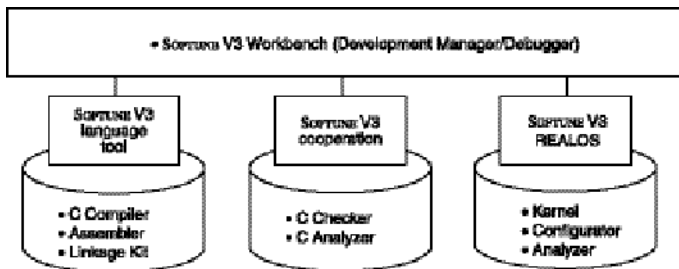 • SOFTUNE V3 Workbench (Development Manager/Debugger)
SOFTUNE V3
language
tool
• C Compiler
• Assembler
• Linkage Kit
SOFTUNE V3
cooperation
• C Checker
• C Analyzer
SOFTUNE V3
REALOS
• Kernel
• Configurator
• Analyzer